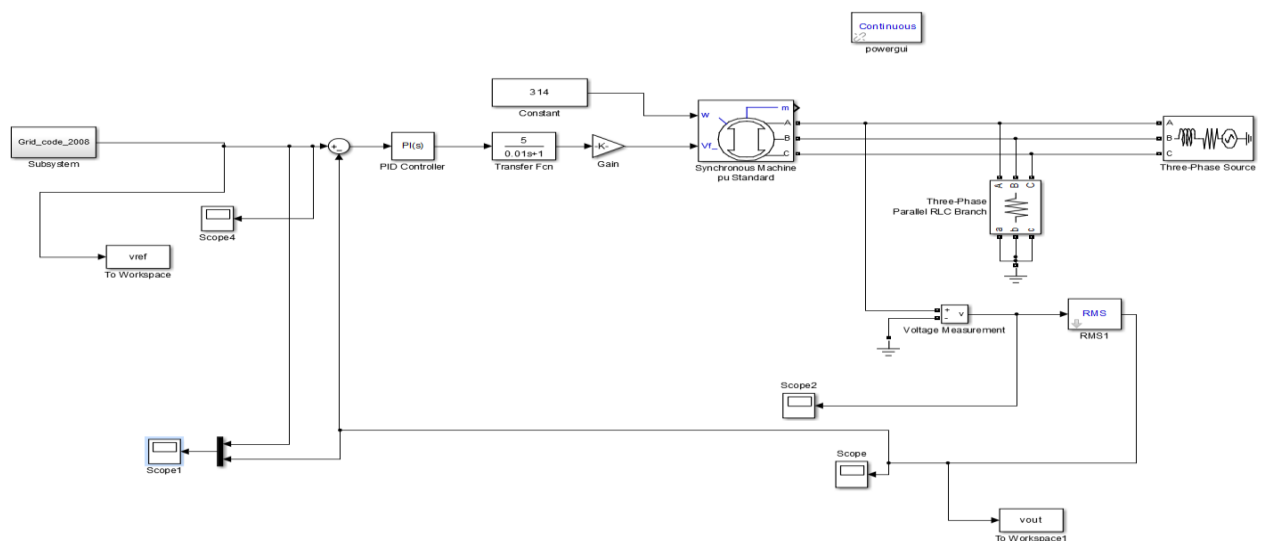 Continuous
powergui
314
Constant
w
m
A
B
C
Vf_
Synchronous Machine
pu Standard
Grid_code_2008
Subsystem
+
-
PI(s)
PID Controller
5
0.01s+1
Transfer Fcn
-K-
Gain
A
B
C
Three-Phase Source
A
B
C
Three-Phase
Parallel RLC Branch
a
b
c
Scope4
vref
To Workspace
+
-
v
Voltage Measurement
RMS
RMS1
Scope2
Scope1
Scope
vout
To Workspace1